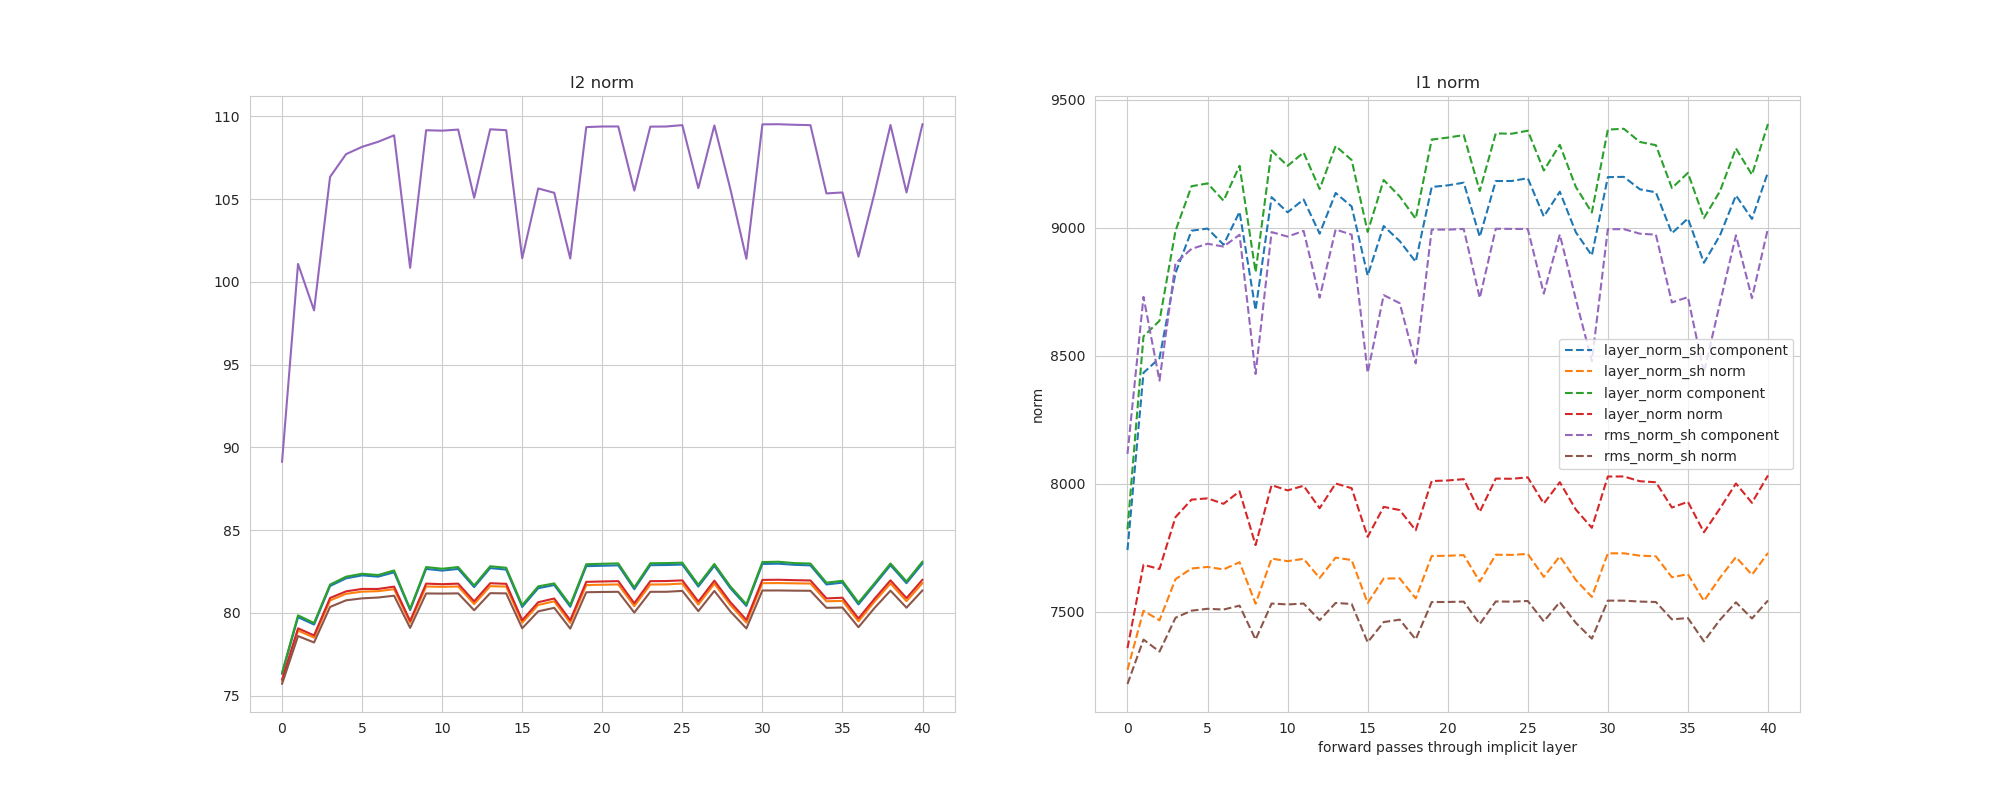 l2 norm
110
105
100
95
90
85
80
75
0 5 10 15 20 25 30 35 40
l1 norm
norm
9500
9000
8500
8000
7500
layer_norm_sh component
layer_norm_sh norm
layer_norm component
layer_norm norm
rms_norm_sh component
rms_norm_sh norm
0 5 10 15 20 25 30 35 40
forward passes through implicit layer